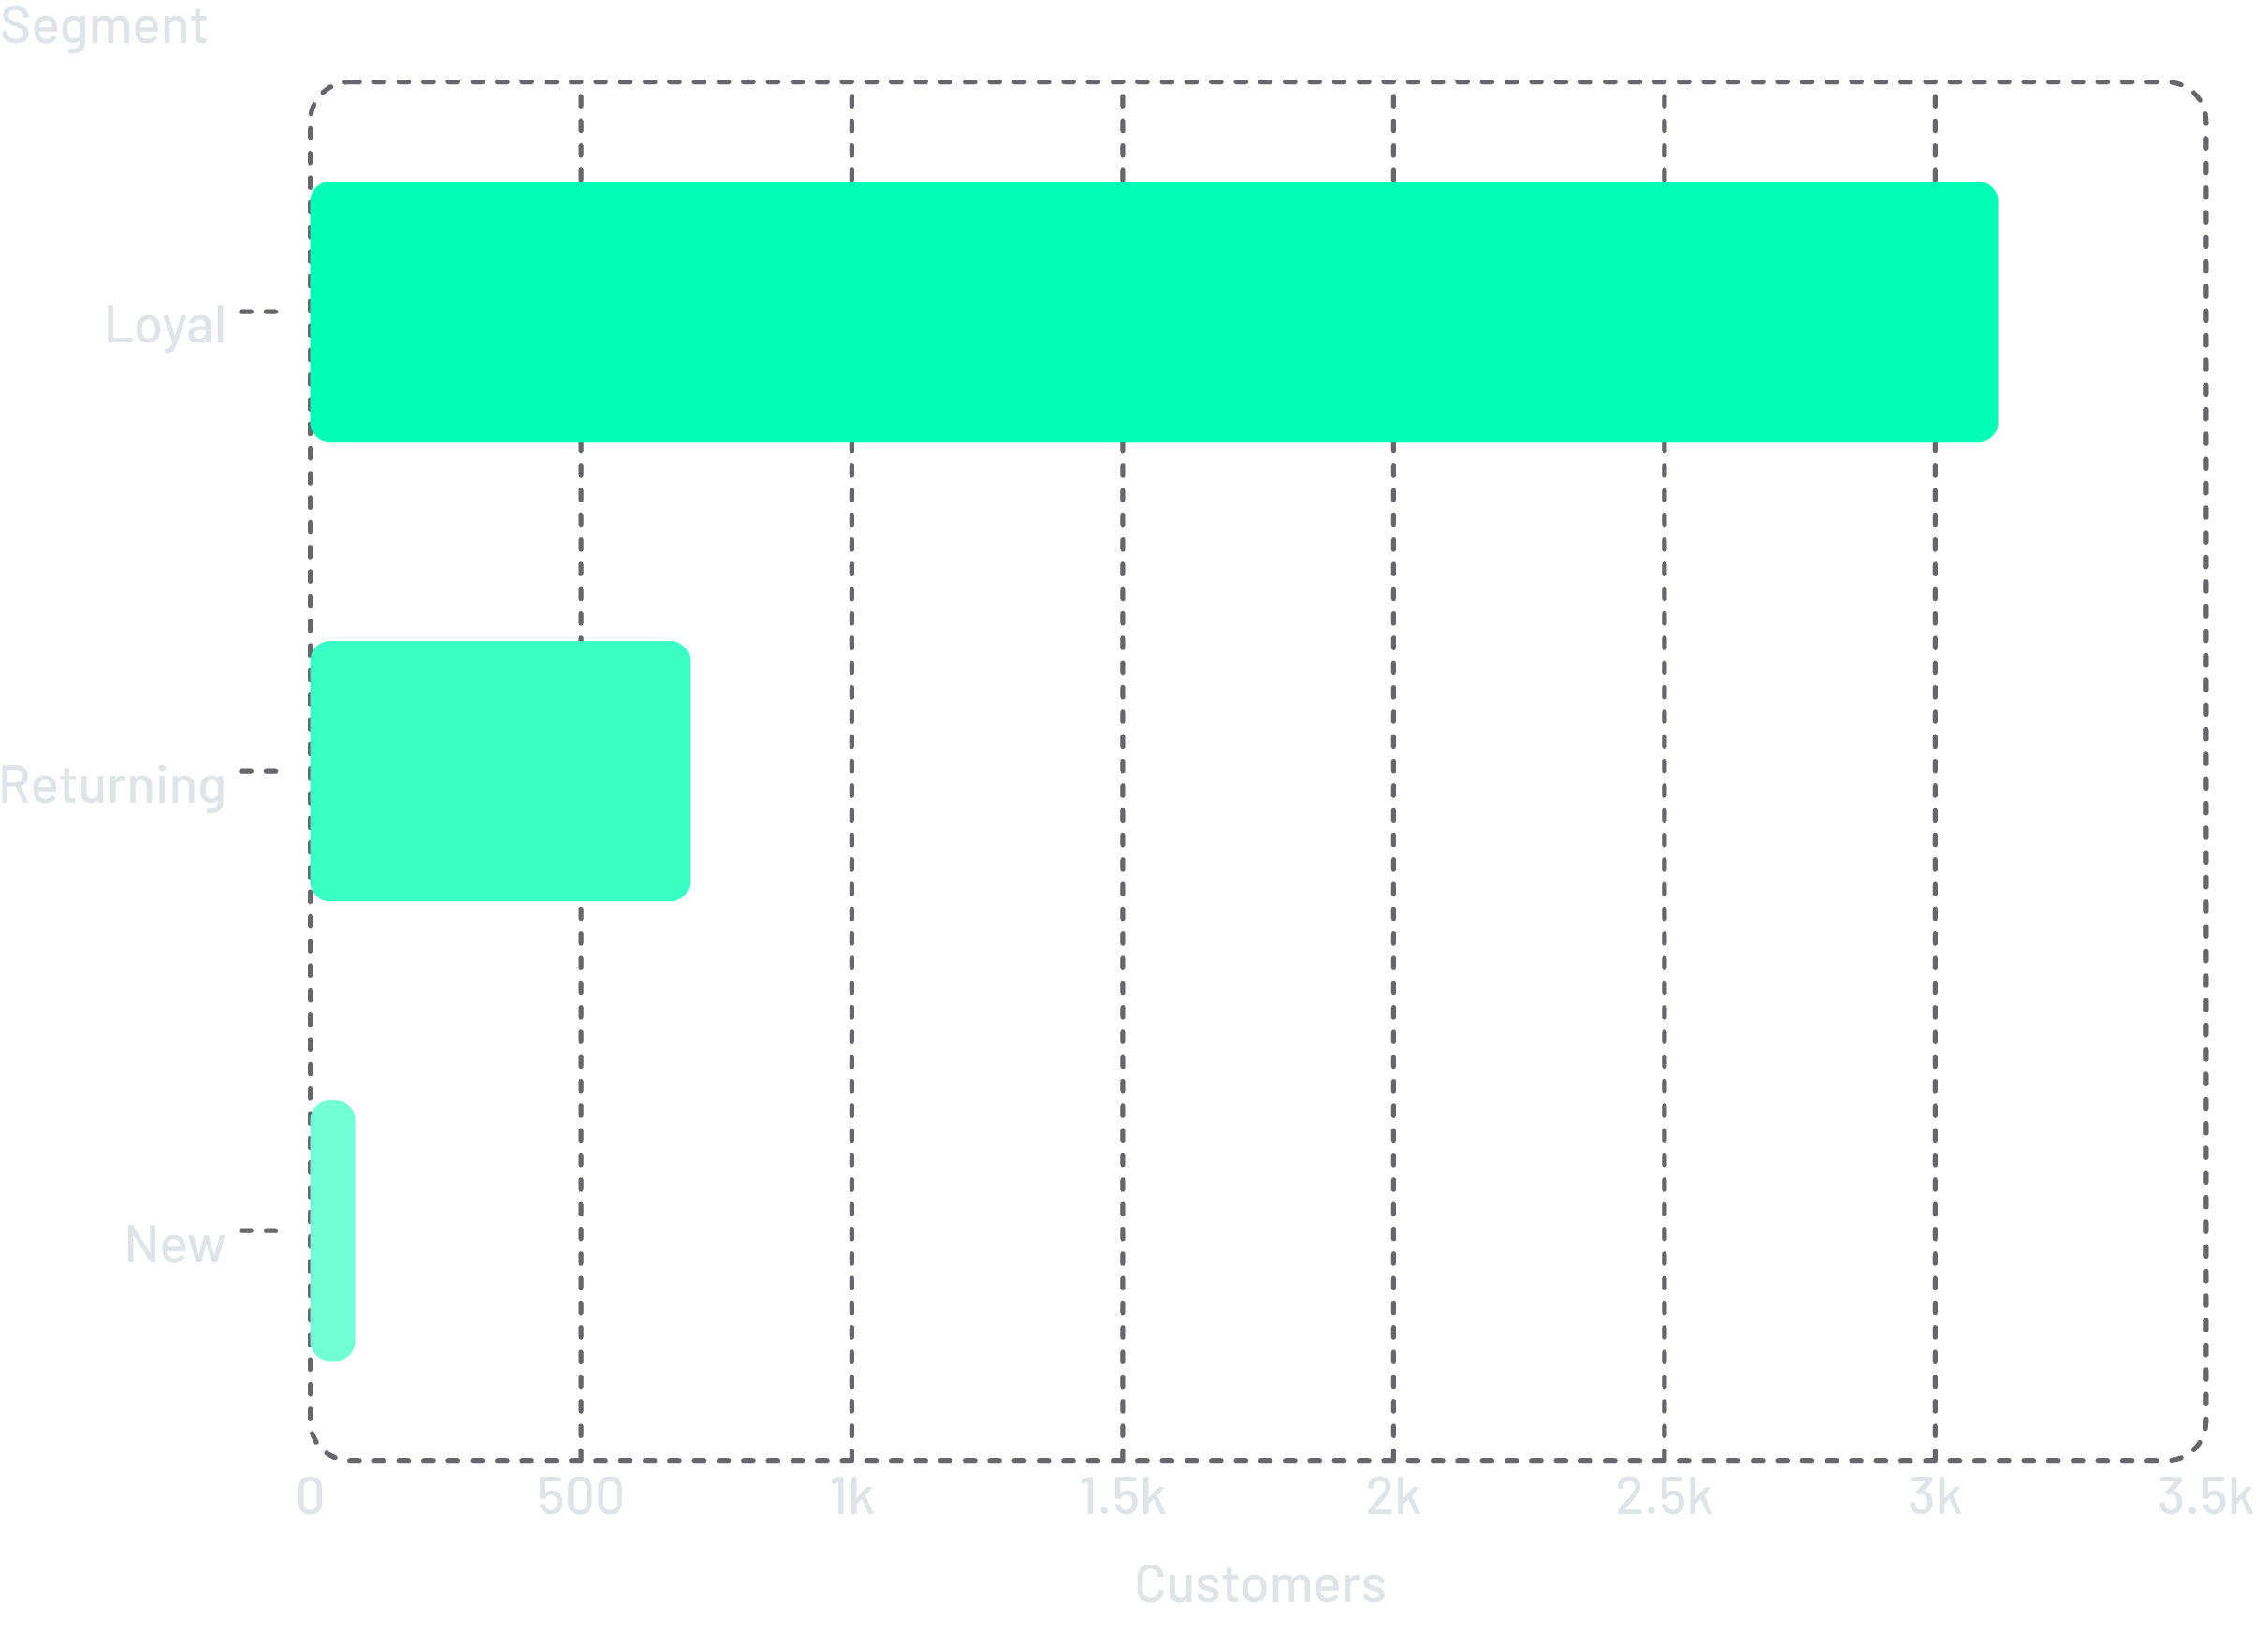 Segment
Loyal
Returning
New
0 500 1k 1.5k 2k 2.5k 3k 3.5k
Customers